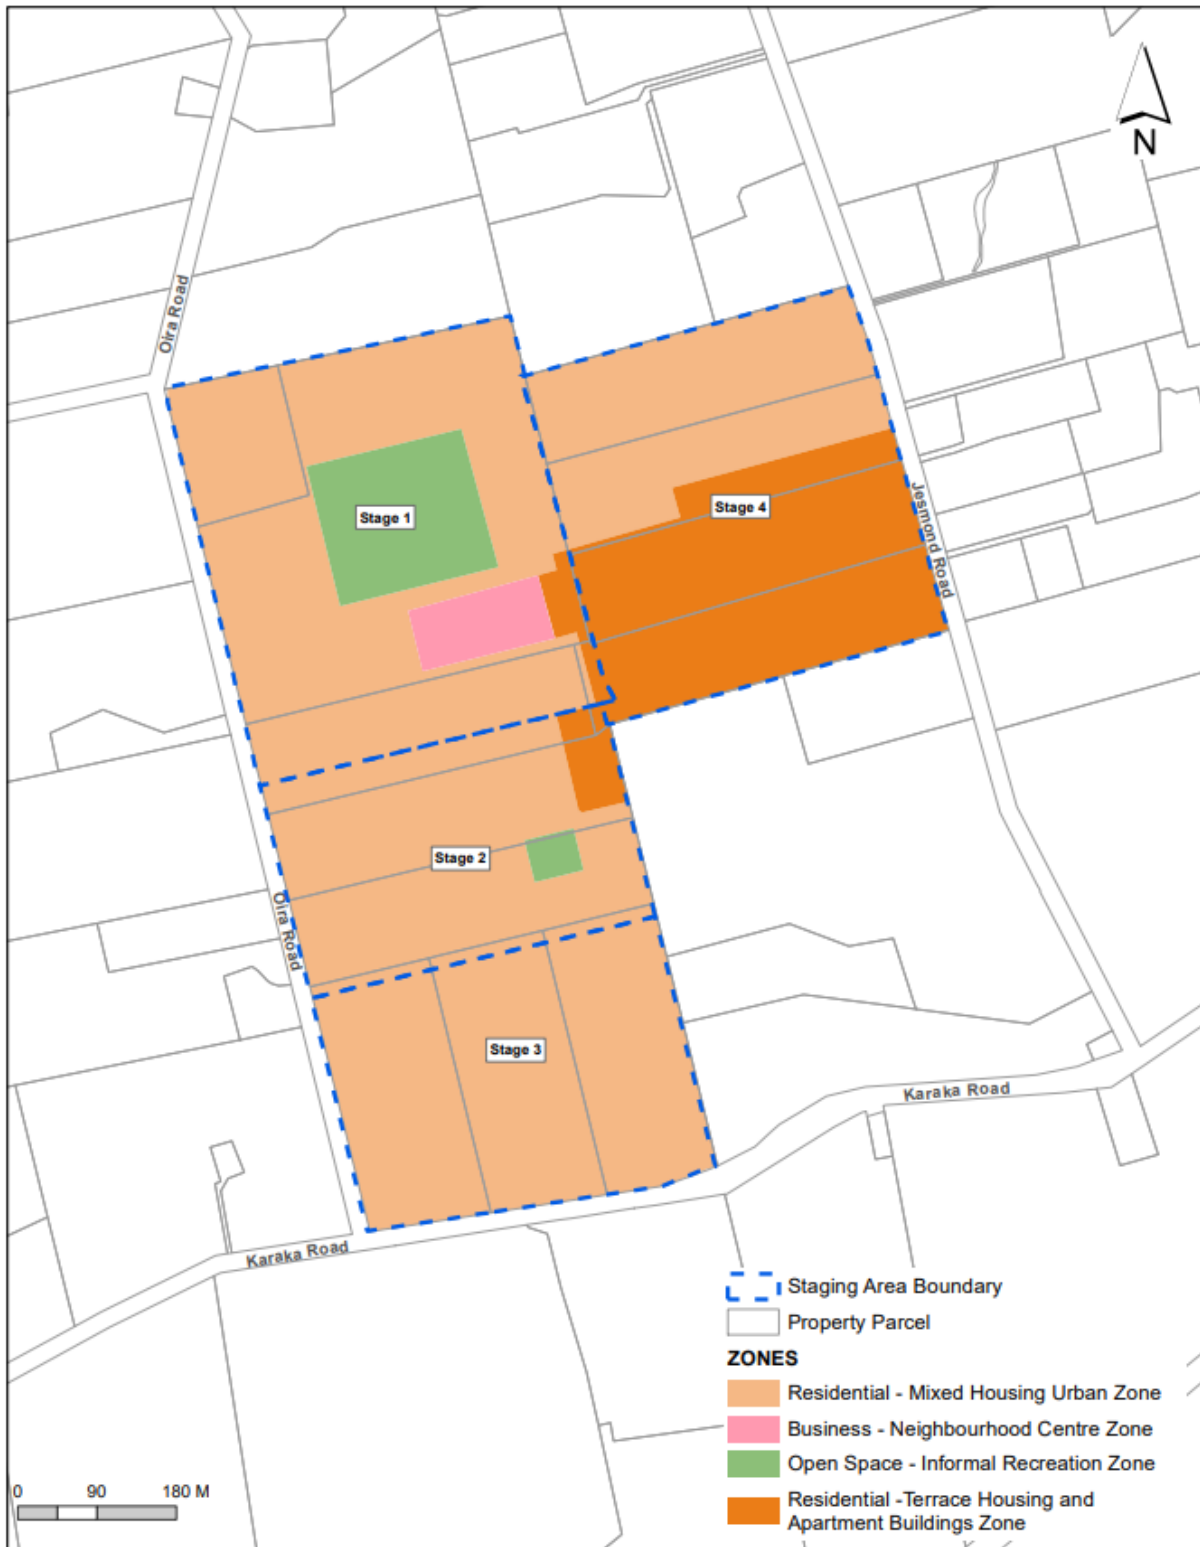 N
Oira Road
Stage 1
Stage 4
Jesmond Road
Stage 2
Oira Road
Stage 3
Karaka Road
Karaka Road
Staging Area Boundary
Property Parcel
ZONES
Residential - Mixed Housing Urban Zone
Business - Neighbourhood Centre Zone
Open Space - Informal Recreation Zone
Residential -Terrace Housing and
Apartment Buildings Zone
0 90 180 M